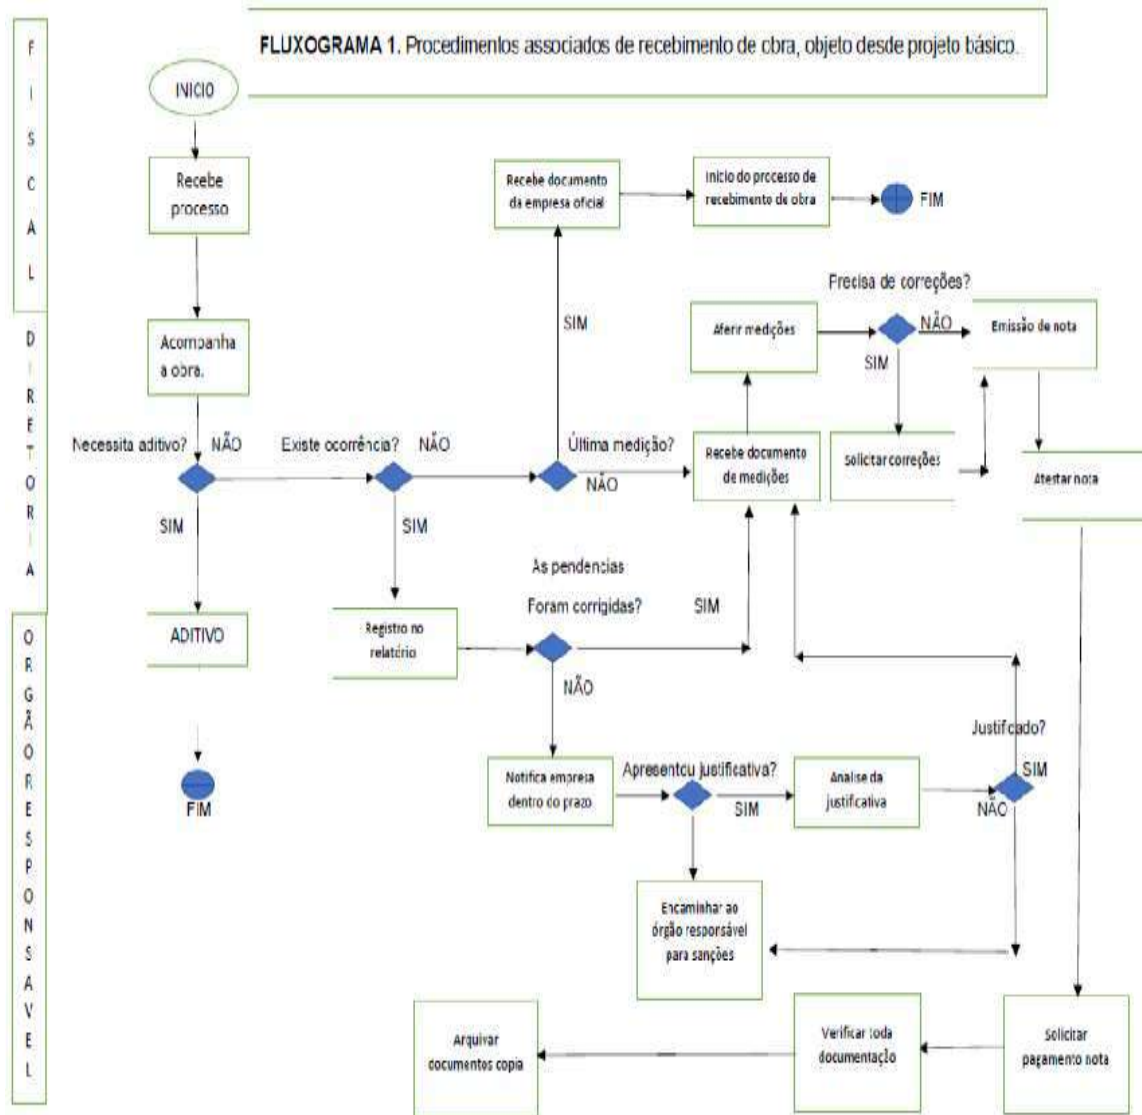 FLUXOGRAMA 1. Procedimentos associados de recebimento de obra, objeto desde projeto básico.
FISCAL
DIRETORIA
ORGÃO RESPONSAVEL
INICIO
Recebe
processo
Acompanha
a obra.
Necessita aditivo?
NÃO
SIM
ADITIVO
FIM
Existe ocorrência?
NÃO
SIM
Registro no
relatório
Última medição?
SIM
NÃO
Recebe documento
da empresa oficial
Inicio do processo de
recebimento de obra
FIM
Recebe documento
de medições
Aferir medições
Precisa de correções?
NÃO
SIM
Solicitar correções
Emissão de nota
Atestar nota
As pendencias
Foram corrigidas?
SIM
NÃO
Notifica empresa
dentro do prazo
Apresentou justificativa?
SIM
Analise da
justificativa
Justificado?
SIM
NÃO
Encaminhar ao
órgão responsável
para sanções
Solicitar
pagamento nota
Verificar toda
documentação
Arquivar
documentos copia